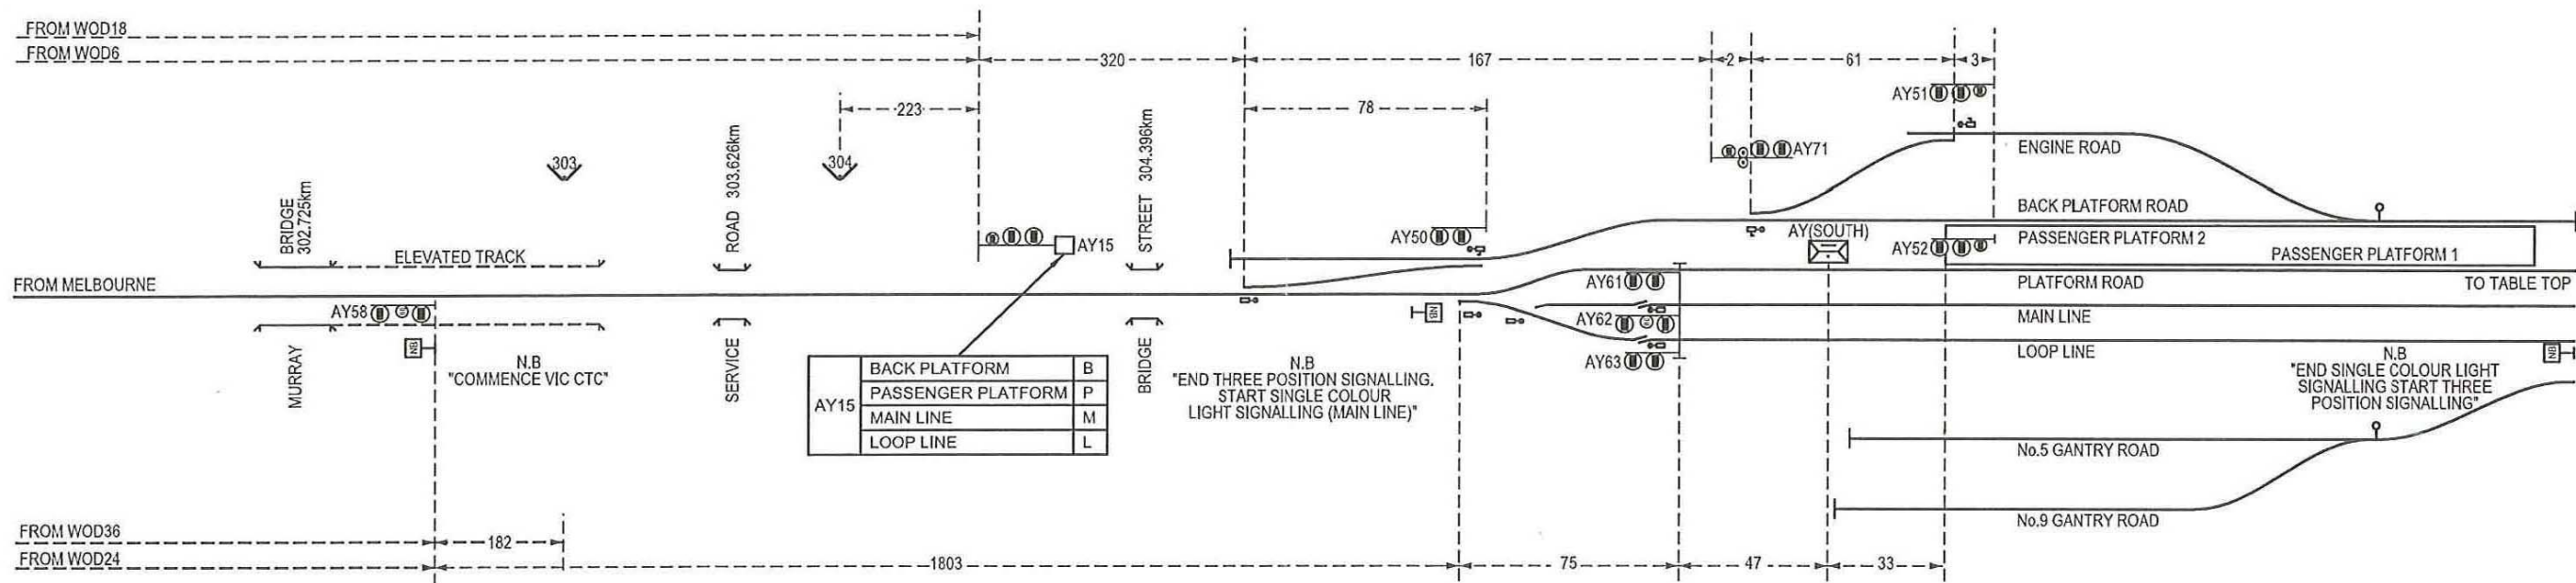 FROM WOD18
FROM WOD6
320
167
2
61
3
223
78
AY51
303
304
BRIDGE
302.725km
ROAD 303.626km
STREET 304.396km
AY71
ENGINE ROAD
BACK PLATFORM ROAD
AY15
AY50
AY(SOUTH)
AY52
PASSENGER PLATFORM 2
PASSENGER PLATFORM 1
ELEVATED TRACK
FROM MELBOURNE
AY61
PLATFORM ROAD
TO TABLE TOP
AY58
NB
AY62
MAIN LINE
NB
AY63
LOOP LINE
NB
MURRAY
N.B
"COMMENCE VIC CTC"
SERVICE
AY15
BACK PLATFORM B
PASSENGER PLATFORM P
MAIN LINE M
LOOP LINE L
BRIDGE
N.B
"END THREE POSITION SIGNALLING.
START SINGLE COLOUR
LIGHT SIGNALLING (MAIN LINE)"
N.B
"END SINGLE COLOUR LIGHT
SIGNALLING START THREE
POSITION SIGNALLING"
No.5 GANTRY ROAD
No.9 GANTRY ROAD
FROM WOD36
182
FROM WOD24
1803
75
47
33